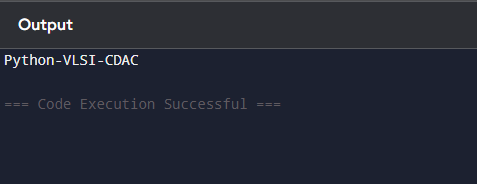 Output
Python-VLSI-CDAC
=== Code Execution Successful ===